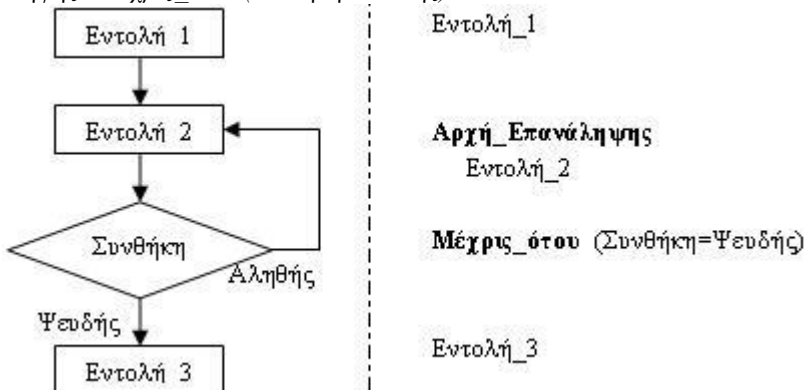 Εντολή 1
Εντολή 2
Συνθήκη
Αληθής
Ψευδής
Εντολή 3
Εντολή_1
Αρχή_Επανάληψης
Εντολή_2
Μέχρις_ότου (Συνθήκη=Ψευδής)
Εντολή_3